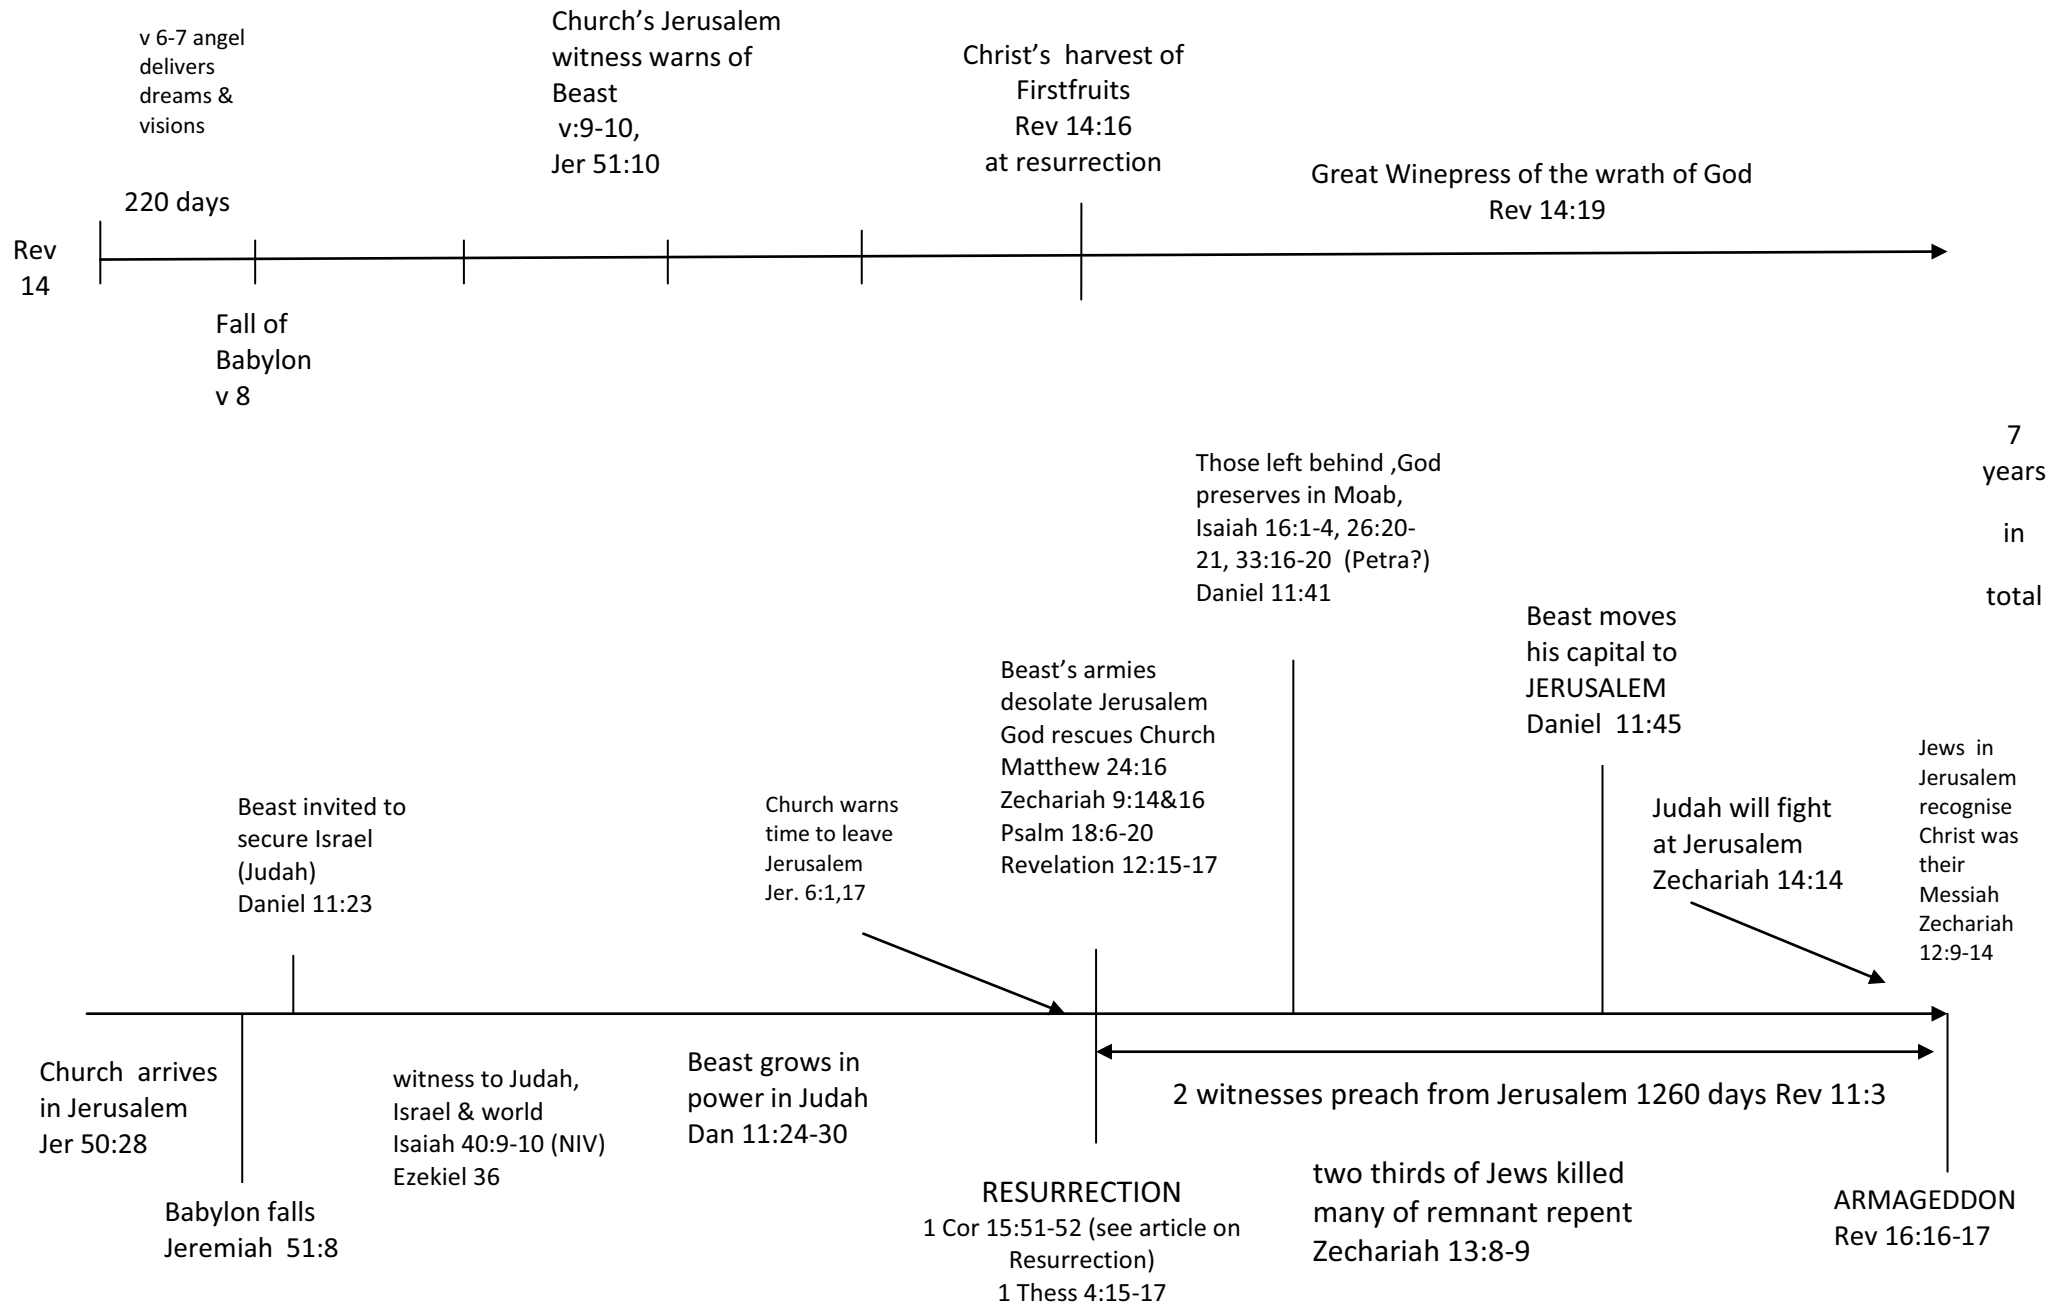 v 6-7 angel
delivers
dreams &
visions
Church’s Jerusalem
witness warns of
Beast
v:9-10,
Jer 51:10
Christ’s harvest of
Firstfruits
Rev 14:16
at resurrection
Great Winepress of the wrath of God
Rev 14:19
220 days
Rev
14
Fall of
Babylon
v 8
7
years
in
total
Those left behind ,God
preserves in Moab,
Isaiah 16:1-4, 26:20-
21, 33:16-20 (Petra?)
Daniel 11:41
Beast moves
his capital to
JERUSALEM
Daniel 11:45
Beast’s armies
desolate Jerusalem
God rescues Church
Matthew 24:16
Zechariah 9:14&16
Psalm 18:6-20
Revelation 12:15-17
Beast invited to
secure Israel
(Judah)
Daniel 11:23
Church warns
time to leave
Jerusalem
Jer. 6:1,17
Judah will fight
at Jerusalem
Zechariah 14:14
Jews in
Jerusalem
recognise
Christ was
their
Messiah
Zechariah
12:9-14
Church arrives
in Jerusalem
Jer 50:28
Babylon falls
Jeremiah 51:8
witness to Judah,
Israel & world
Isaiah 40:9-10 (NIV)
Ezekiel 36
Beast grows in
power in Judah
Dan 11:24-30
2 witnesses preach from Jerusalem 1260 days Rev 11:3
RESURRECTION
1 Cor 15:51-52 (see article on
Resurrection)
1 Thess 4:15-17
two thirds of Jews killed
many of remnant repent
Zechariah 13:8-9
ARMAGEDDON
Rev 16:16-17